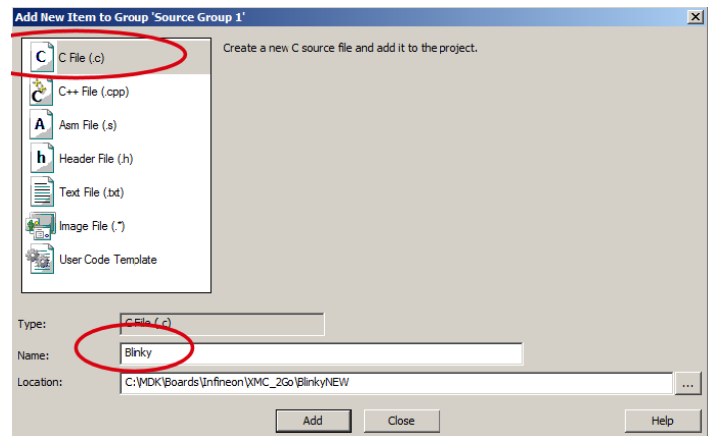 Add New Item to Group 'Source Group 1'
C File (.c)
Create a new C source file and add it to the project.
C++ File (.cpp)
Asm File (.s)
Header File (.h)
Text File (.txt)
Image File (.*)
User Code Template
Type:
C File (.c)
Name:
Blinky
Location:
C:\MDK\Boards\Infineon\XMC_2Go\BlinkyNEW
...
Add
Close
Help